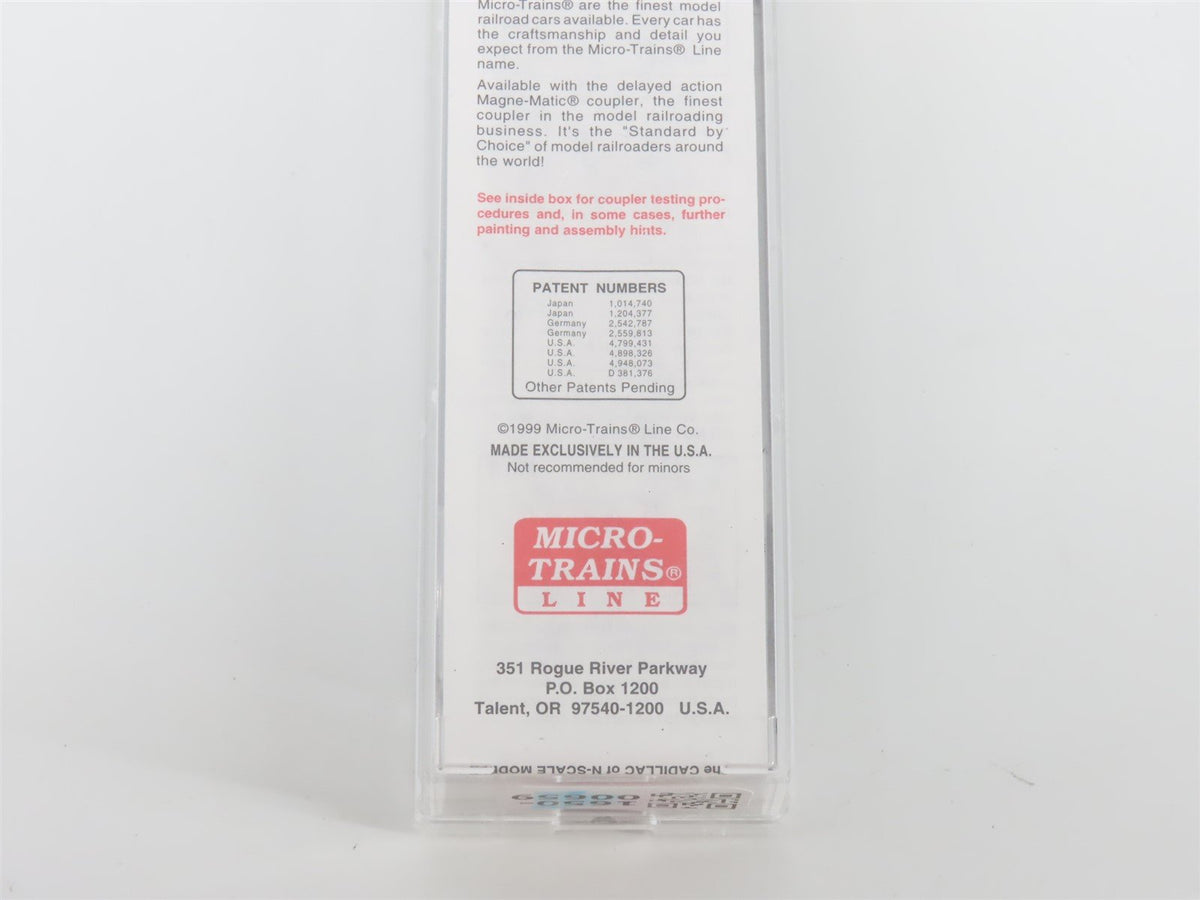 Micro-Trains® are the finest model
railroad cars available. Every car has
the craftsmanship and detail you
expect from the Micro-Trains® Line
name.
Available with the delayed action
Magne-Matic® coupler, the finest
coupler in the model railroading
business. It's the "Standard by
Choice" of model railroaders around
the world!
See inside box for coupler testing pro-
cedures and, in some cases, further
painting and assembly hints.
PATENT NUMBERS
Japan 1,014,740
Japan 1,204,377
Germany 2,542,787
Germany 2,559,813
U.S.A. 4,799,431
U.S.A. 4,898,326
U.S.A. 4,948,073
U.S.A. D 381,376
Other Patents Pending
©1999 Micro-Trains® Line Co.
MADE EXCLUSIVELY IN THE U.S.A.
Not recommended for minors
MICRO-
TRAINS®
LINE
351 Rogue River Parkway
P.O. Box 1200
Talent, OR 97540-1200 U.S.A.
he CADILLAC of N-SCALE MODE